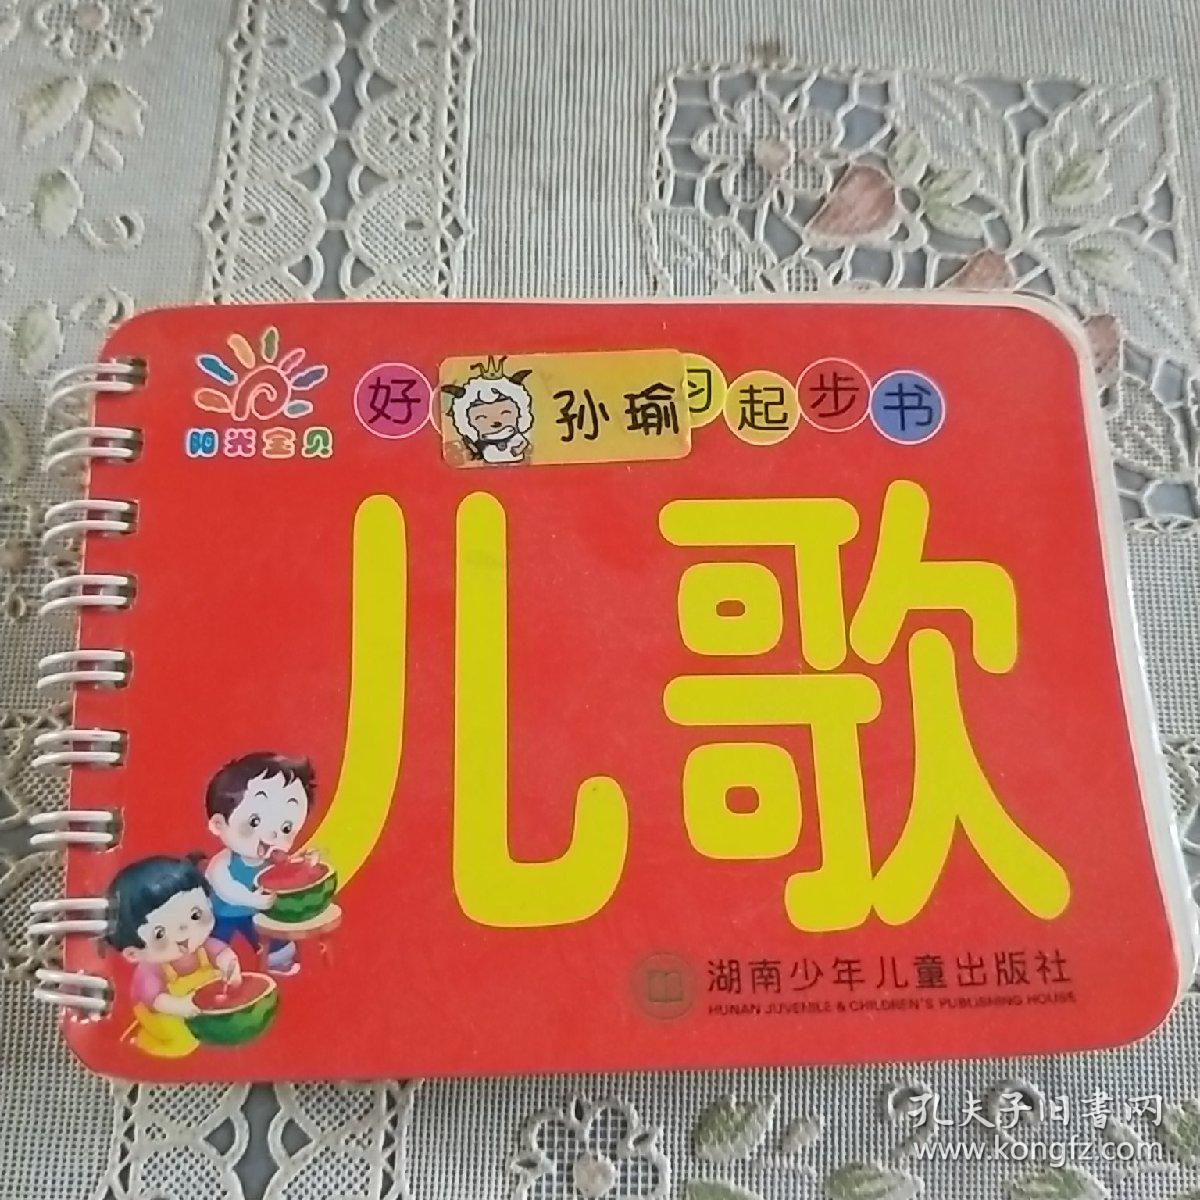 阳光宝贝
好
孙瑜
习起步书
儿歌
湖南少年儿童出版社
HUNAN JUVENILE & CHILDREN'S PUBLISHING HOUSE
孔夫子旧书网
www.kongfz.com